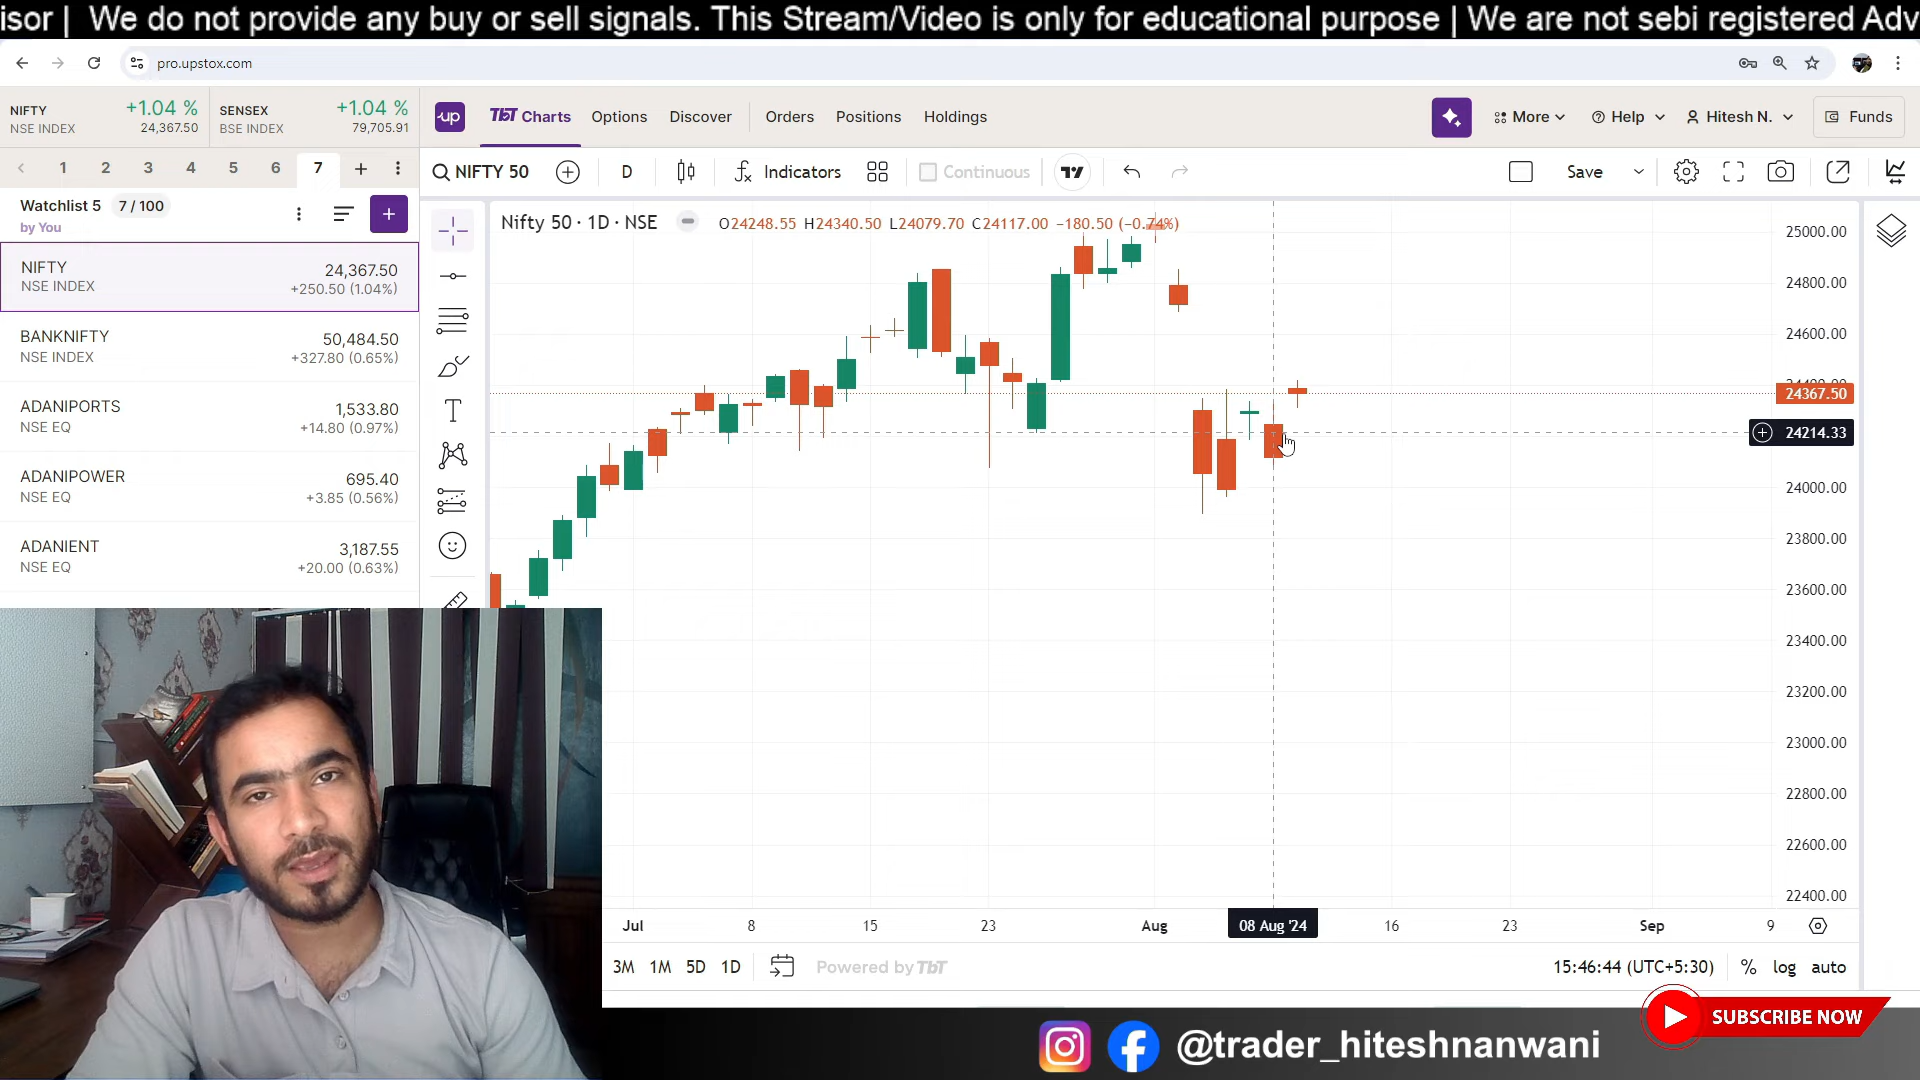 isor | We do not provide any buy or sell signals. This Stream/Video is only for educational purpose | We are not sebi registered Adv
pro.upstox.com
NIFTY +1.04 %
NSE INDEX 24,367.50
SENSEX +1.04 %
BSE INDEX 79,705.91
up
TbT Charts Options Discover Orders Positions Holdings
More Help Hitesh N. Funds
1 2 3 4 5 6 7
NIFTY 50 D Indicators Continuous Save
Watchlist 5 7 / 100
by You
NIFTY 24,367.50
NSE INDEX +250.50 (1.04%)
BANKNIFTY 50,484.50
NSE INDEX +327.80 (0.65%)
ADANIPORTS 1,533.80
NSE EQ +14.80 (0.97%)
ADANIPOWER 695.40
NSE EQ +3.85 (0.56%)
ADANIENT 3,187.55
NSE EQ +20.00 (0.63%)
Nifty 50 · 1D · NSE O24248.55 H24340.50 L24079.70 C24117.00 −180.50 (−0.74%)
25000.00
24800.00
24600.00
24367.50
24214.33
24000.00
23800.00
23600.00
23400.00
23200.00
23000.00
22800.00
22600.00
22400.00
Jul 8 15 23 Aug 08 Aug '24 16 23 Sep 9
3M 1M 5D 1D Powered by TbT 15:46:44 (UTC+5:30) % log auto
SUBSCRIBE NOW
@trader_hiteshnanwani